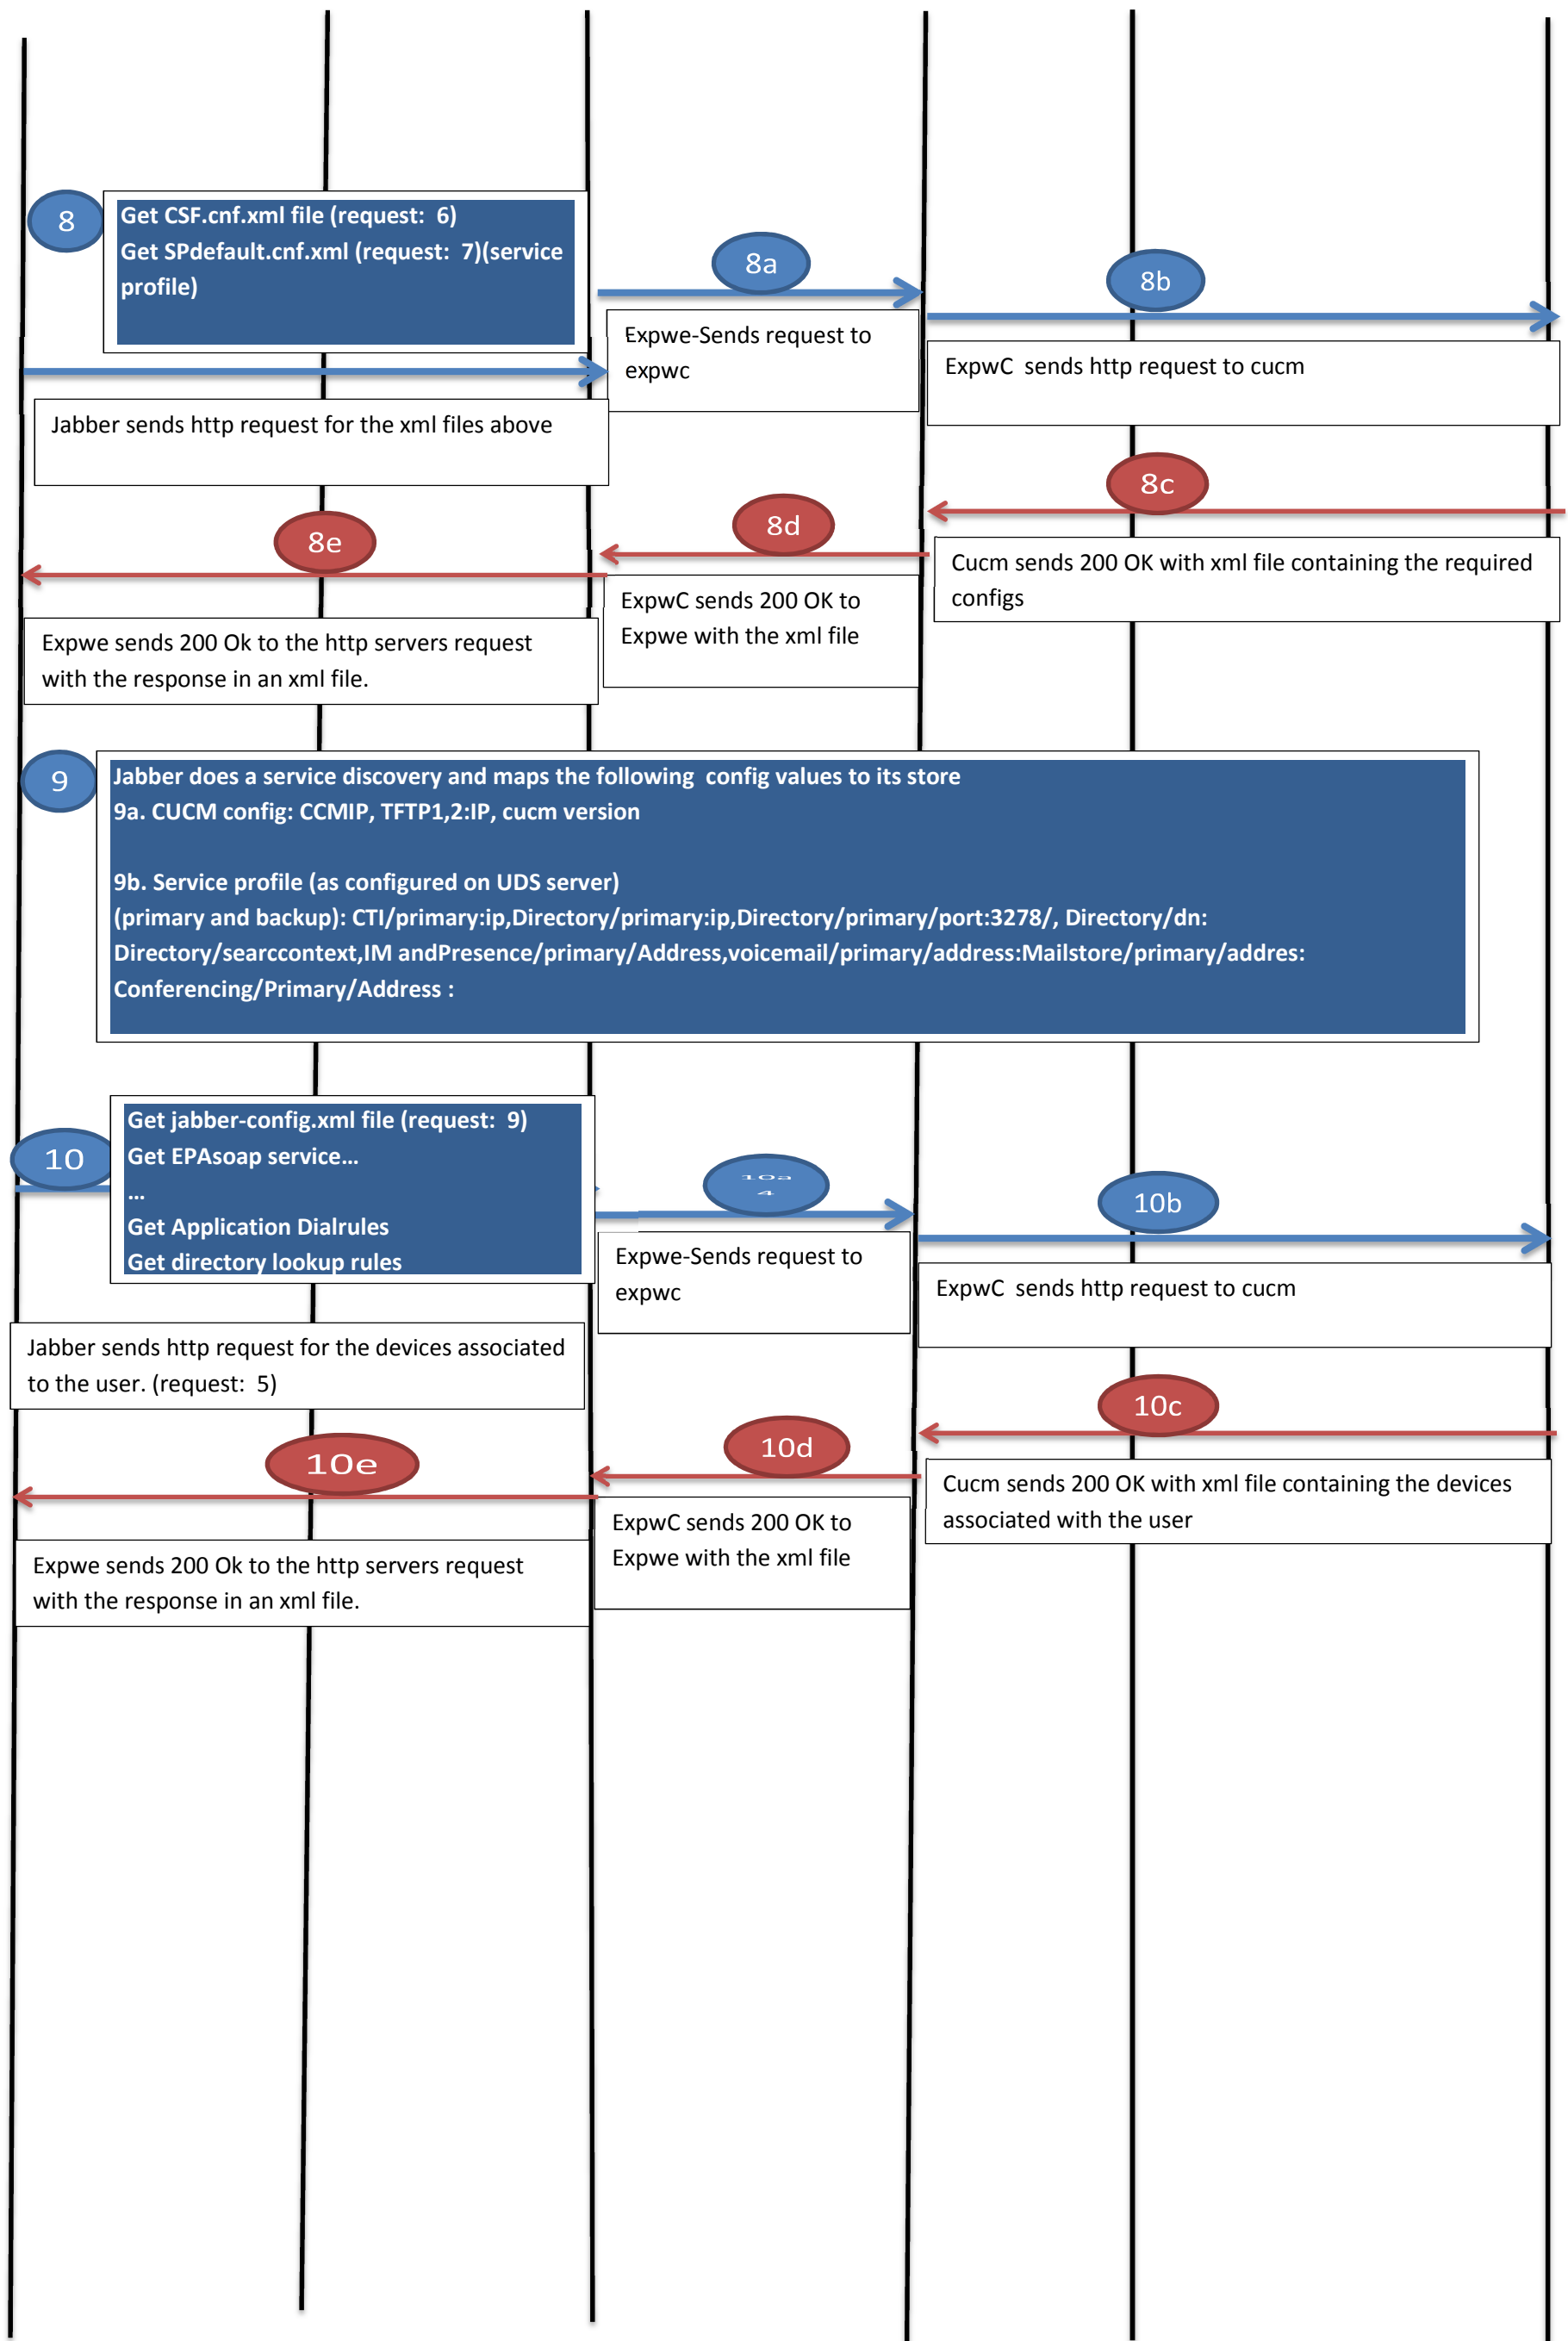 8
Get CSF.cnf.xml file (request:  6)
Get SPdefault.cnf.xml (request:  7)(service
profile)
8a
8b
Expwe-Sends request to
expwc
ExpwC  sends http request to cucm
Jabber sends http request for the xml files above
8c
8d
8e
Cucm sends 200 OK with xml file containing the required
configs
ExpwC sends 200 OK to
Expwe with the xml file
Expwe sends 200 Ok to the http servers request
with the response in an xml file.
9
Jabber does a service discovery and maps the following  config values to its store
9a. CUCM config: CCMIP, TFTP1,2:IP, cucm version
9b. Service profile (as configured on UDS server)
(primary and backup): CTI/primary:ip,Directory/primary:ip,Directory/primary/port:3278/, Directory/dn:
Directory/searccontext,IM andPresence/primary/Address,voicemail/primary/address:Mailstore/primary/addres:
Conferencing/Primary/Address :
10
Get jabber-config.xml file (request:  9)
Get EPAsoap service…
…
Get Application Dialrules
Get directory lookup rules
10a
4
10b
Expwe-Sends request to
expwc
ExpwC  sends http request to cucm
Jabber sends http request for the devices associated
to the user. (request:  5)
10c
10d
10e
Cucm sends 200 OK with xml file containing the devices
associated with the user
ExpwC sends 200 OK to
Expwe with the xml file
Expwe sends 200 Ok to the http servers request
with the response in an xml file.